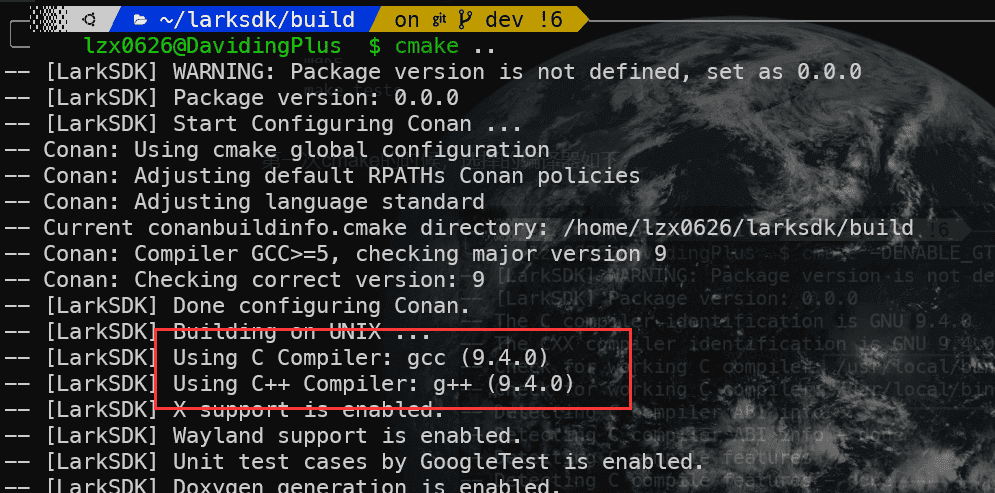 ~/larksdk/build on git dev !6
lzx0626@DavidingPlus $ cmake ..
-- [LarkSDK] WARNING: Package version is not defined, set as 0.0.0
-- [LarkSDK] Package version: 0.0.0
-- [LarkSDK] Start Configuring Conan ...
-- Conan: Using cmake global configuration
-- Conan: Adjusting default RPATHs Conan policies
-- Conan: Adjusting language standard
-- Current conanbuildinfo.cmake directory: /home/lzx0626/larksdk/build
-- Conan: Compiler GCC>=5, checking major version 9
-- Conan: Checking correct version: 9
-- [LarkSDK] Done configuring Conan.
-- [LarkSDK] Building on UNIX ...
-- [LarkSDK] Using C Compiler: gcc (9.4.0)
-- [LarkSDK] Using C++ Compiler: g++ (9.4.0)
-- [LarkSDK] X support is enabled.
-- [LarkSDK] Wayland support is enabled.
-- [LarkSDK] Unit test cases by GoogleTest is enabled.
-- [LarkSDK] Doxygen generation is enabled.